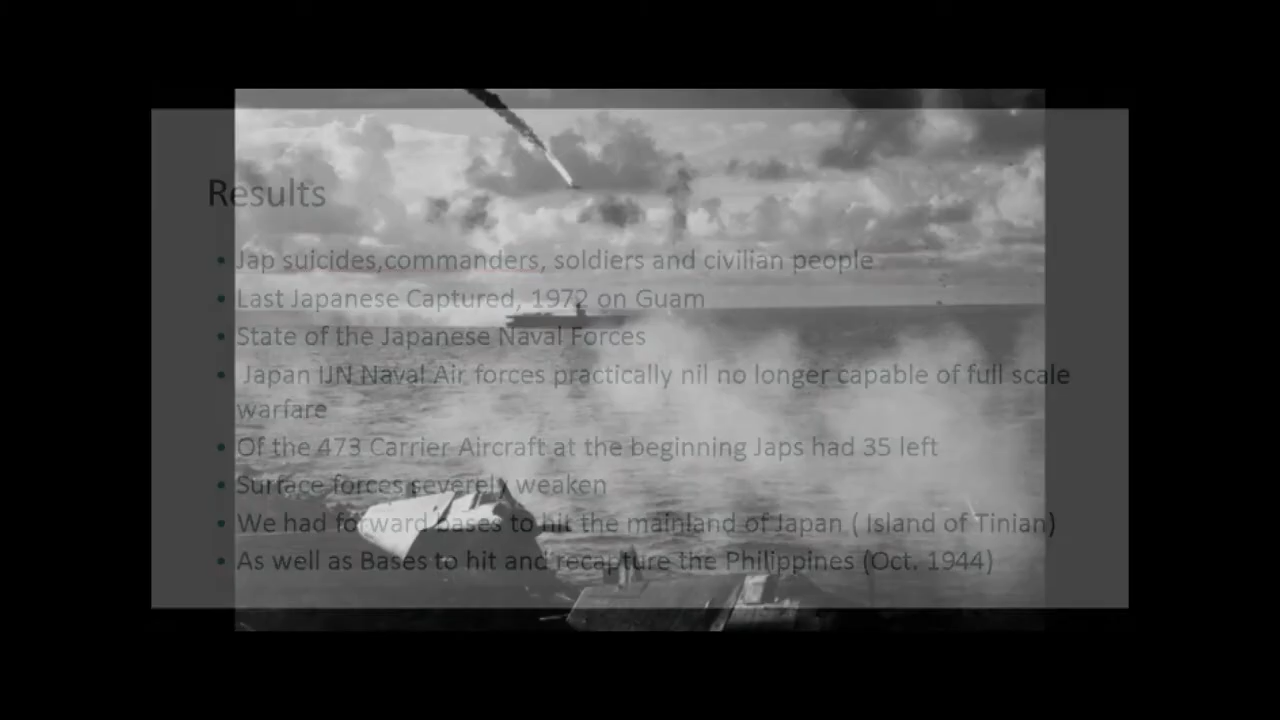 Results
• Jap suicides,commanders, soldiers and civilian people
• Last Japanese Captured, 1972 on Guam
• State of the Japanese Naval Forces
• Japan IJN Naval Air forces practically nil no longer capable of full scale
warfare
• Of the 473 Carrier Aircraft at the beginning Japs had 35 left
• Surface forces severely weaken
• We had forward bases to hit the mainland of Japan ( Island of Tinian)
• As well as Bases to hit and recapture the Philippines (Oct. 1944)